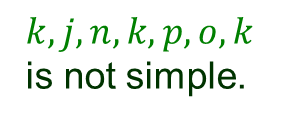 k, j, n, k, p, o, k
is not simple.